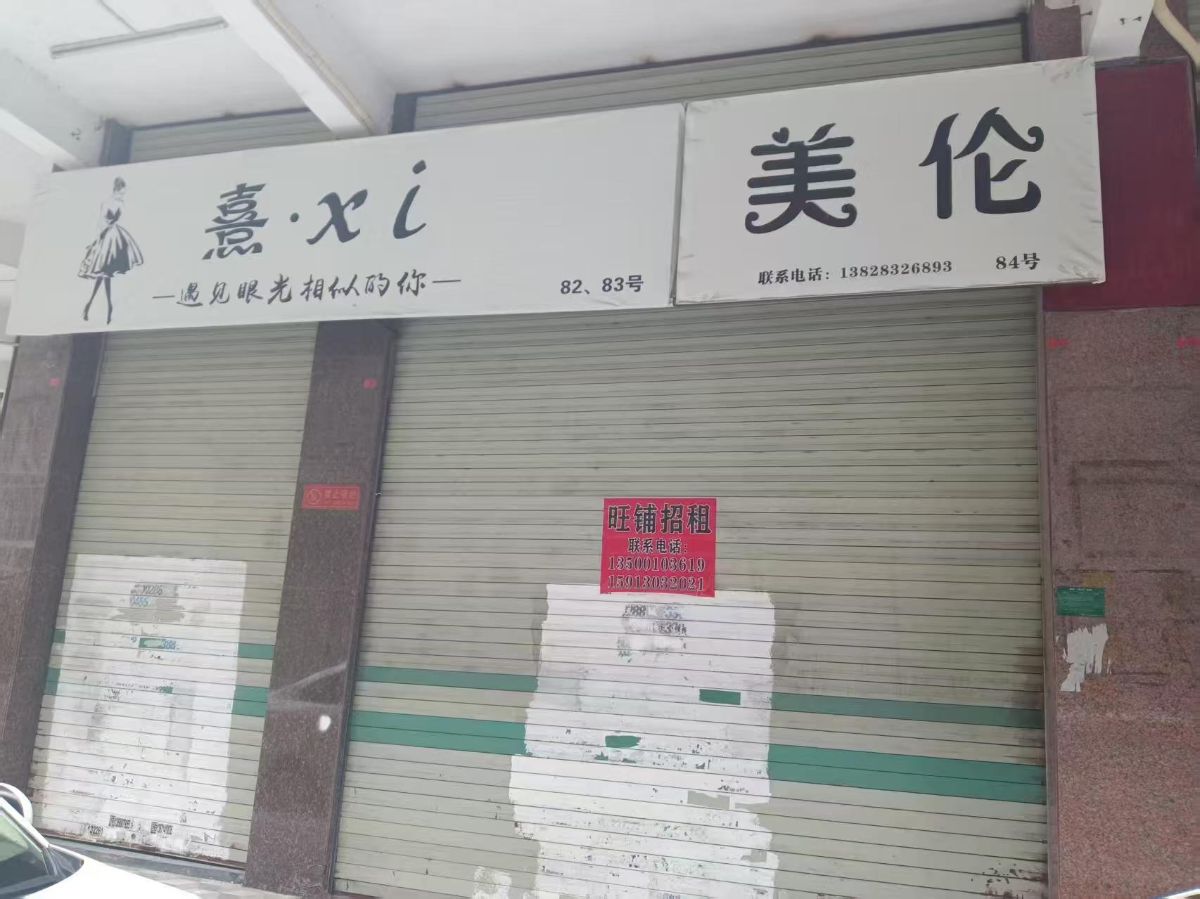 熹·xi
—遇见眼光相似的你—
82、83号
美伦
联系电话：13828326893
84号
旺铺招租
联系电话：
13500103619
15913032021